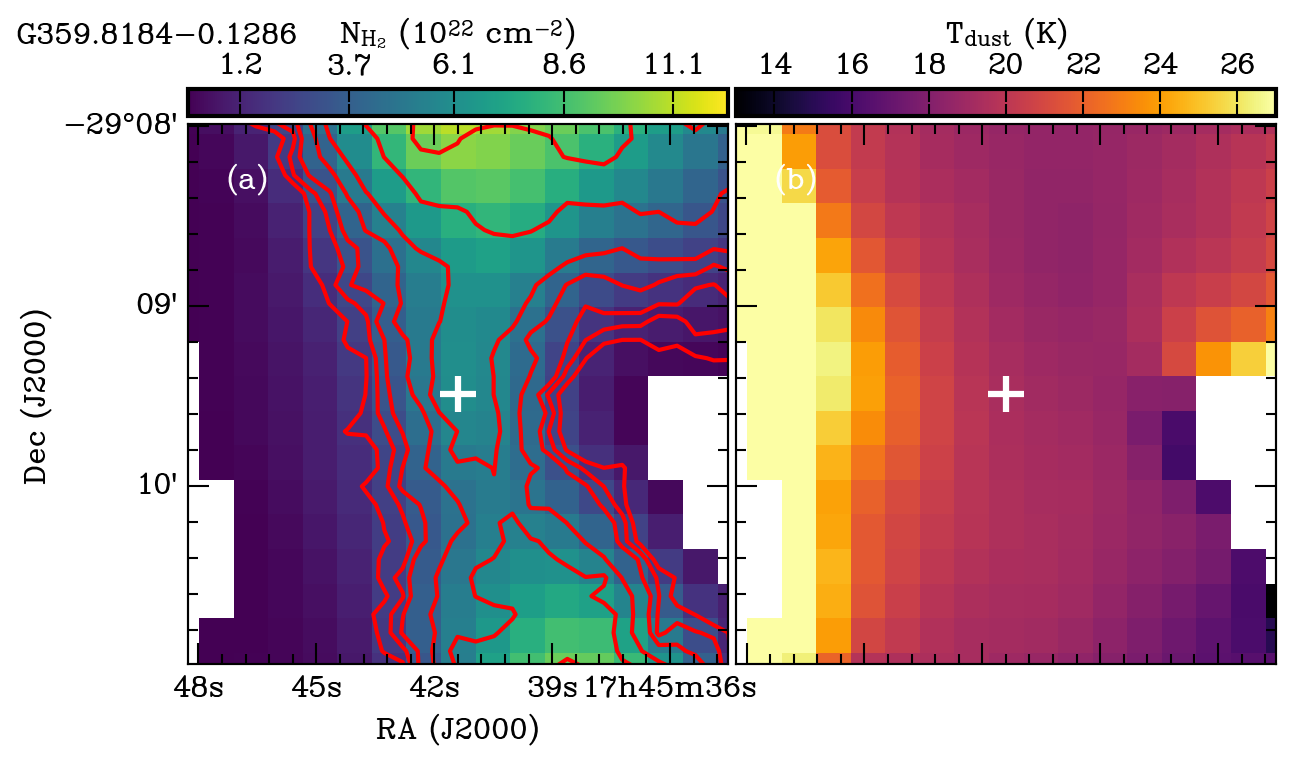 G359.8184−0.1286 N_H₂ (10²² cm⁻²) T_dust (K)
1.2 3.7 6.1 8.6 11.1 14 16 18 20 22 24 26
−29°08'
(a) (b)
09'
Dec (J2000)
10'
48s 45s 42s 39s 17h45m36s
RA (J2000)